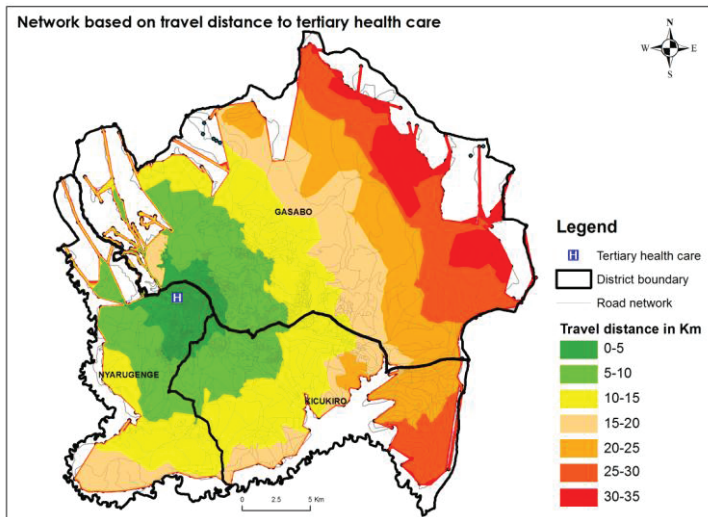 Network based on travel distance to tertiary health care
N
W E
S
GASABO
NYARUGENGE
KICUKIRO
Legend
H Tertiary health care
District boundary
Road network
Travel distance in Km
0-5
5-10
10-15
15-20
20-25
25-30
30-35
H
0 2.5 5 Km